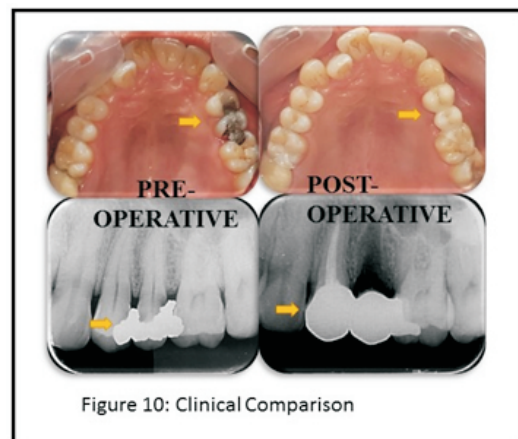 PRE-
OPERATIVE
POST-
OPERATIVE
Figure 10: Clinical Comparison